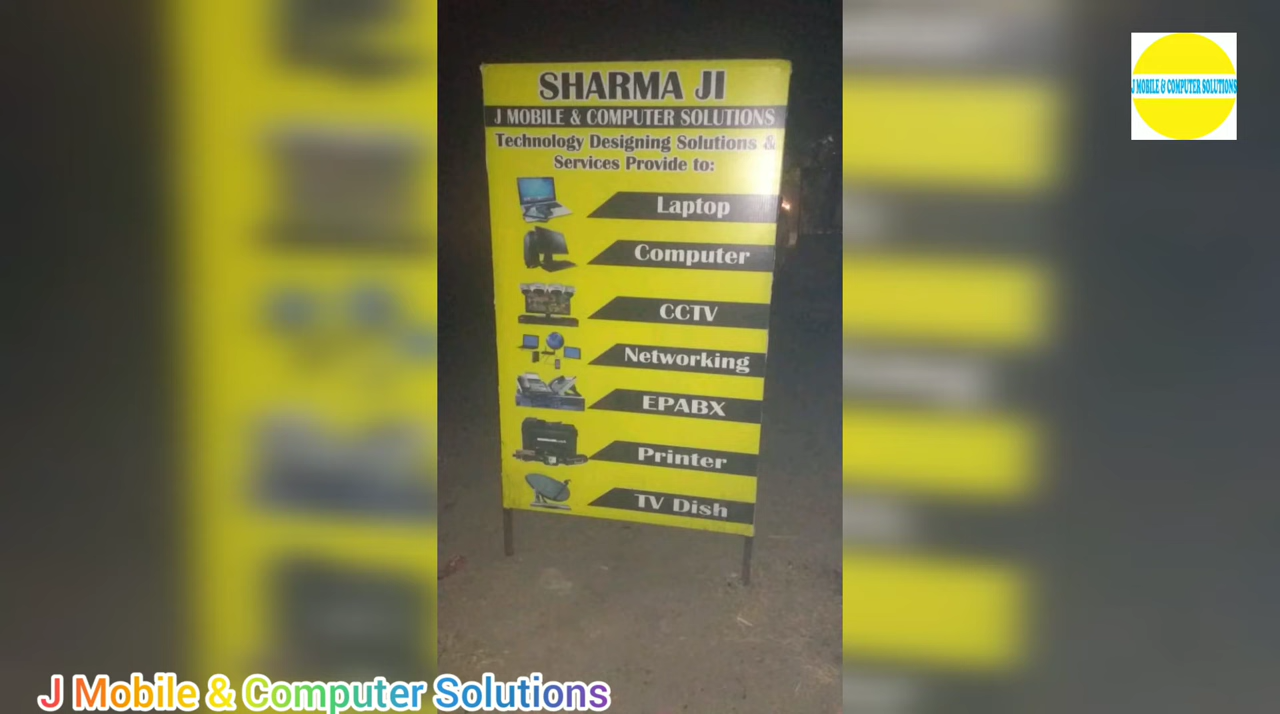 SHARMA JI
J MOBILE & COMPUTER SOLUTIONS
Technology Designing Solutions &
Services Provide to:
Laptop
Computer
CCTV
Networking
EPABX
Printer
TV Dish
J MOBILE & COMPUTER SOLUTIONS
J Mobile & Computer Solutions